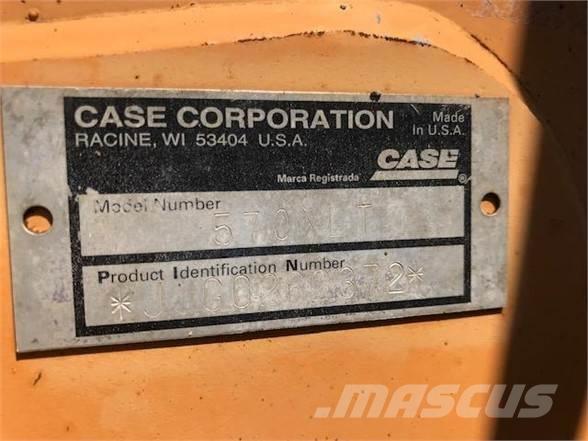 CASE CORPORATION
RACINE, WI 53404 U.S.A.
Made
In U.S.A.
CASE
®
Marca Registrada
Model Number
570XLT
Product Identification Number
MASCUS